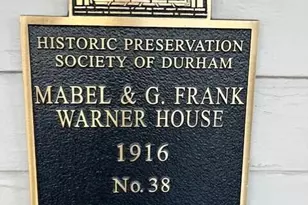 HISTORIC PRESERVATION
SOCIETY OF DURHAM
MABEL & G. FRANK
WARNER HOUSE
1916
No. 38